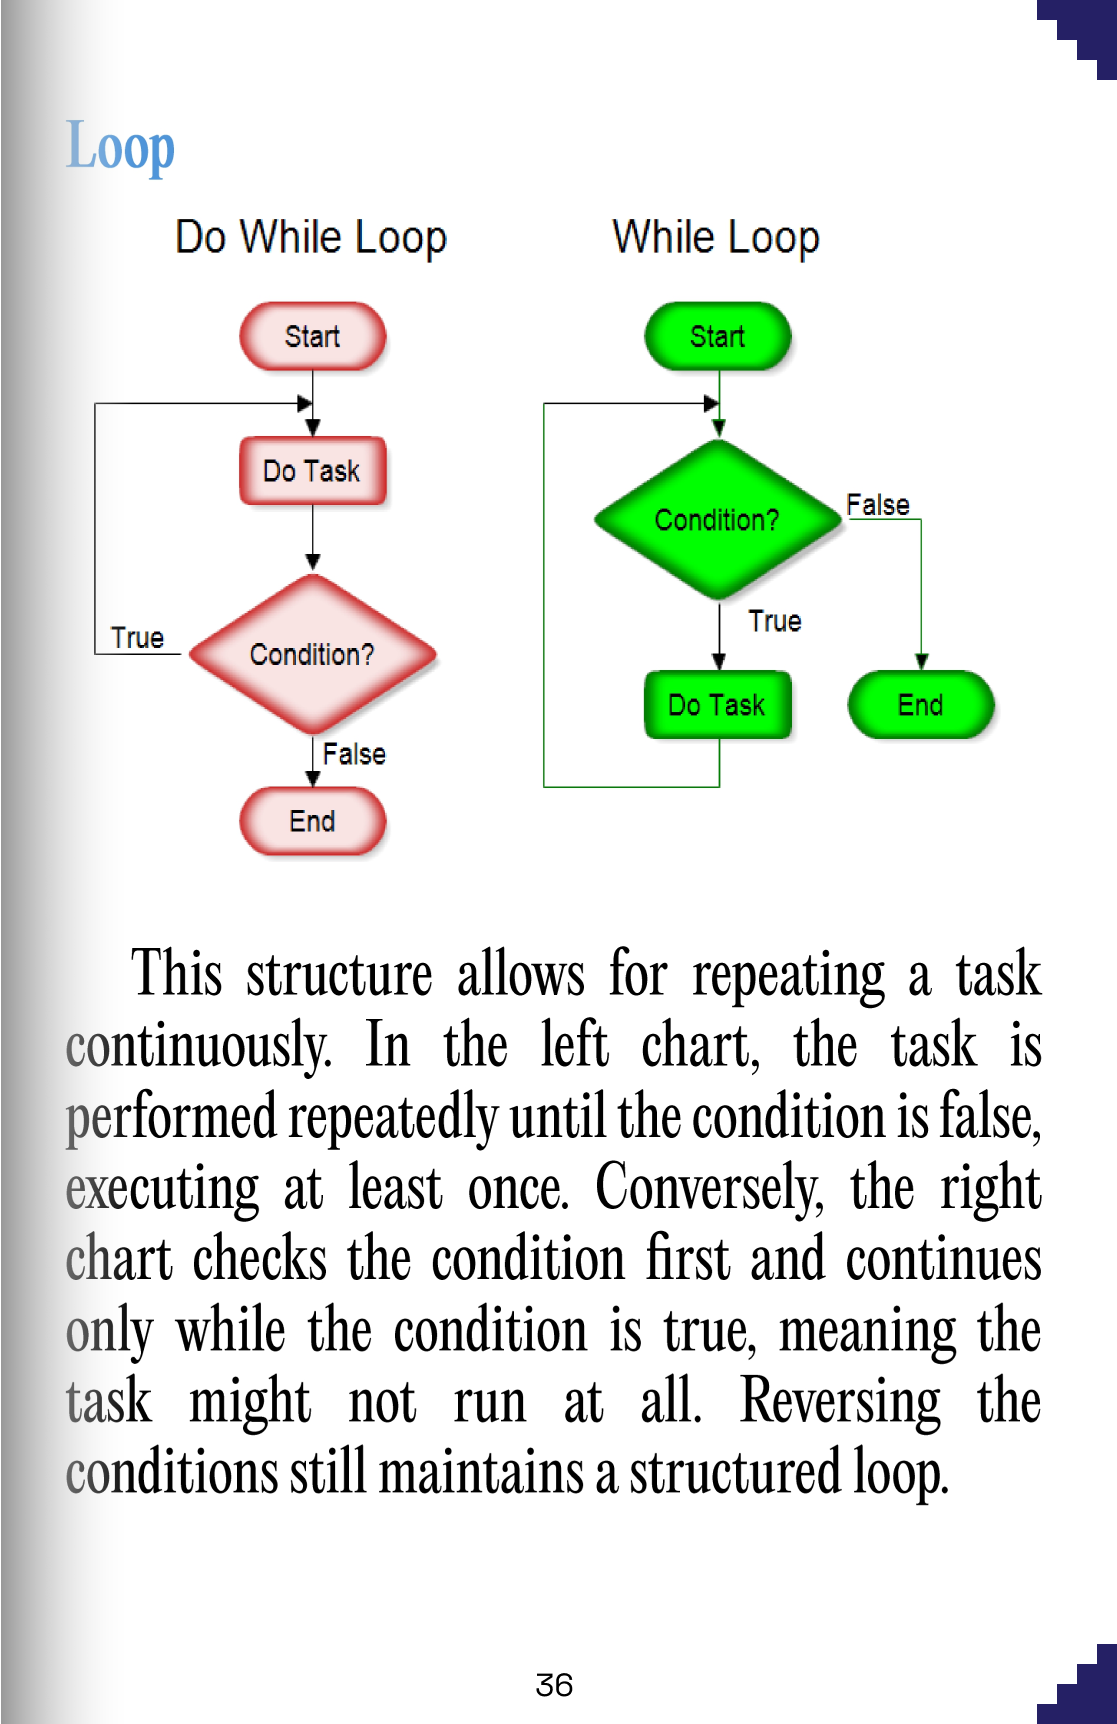 Loop
Do While Loop
While Loop
Start
Do Task
True
Condition?
False
End
Start
Condition?
False
True
Do Task
End
This structure allows for repeating a task
continuously. In the left chart, the task is
performed repeatedly until the condition is false,
executing at least once. Conversely, the right
chart checks the condition first and continues
only while the condition is true, meaning the
task might not run at all. Reversing the
conditions still maintains a structured loop.
36